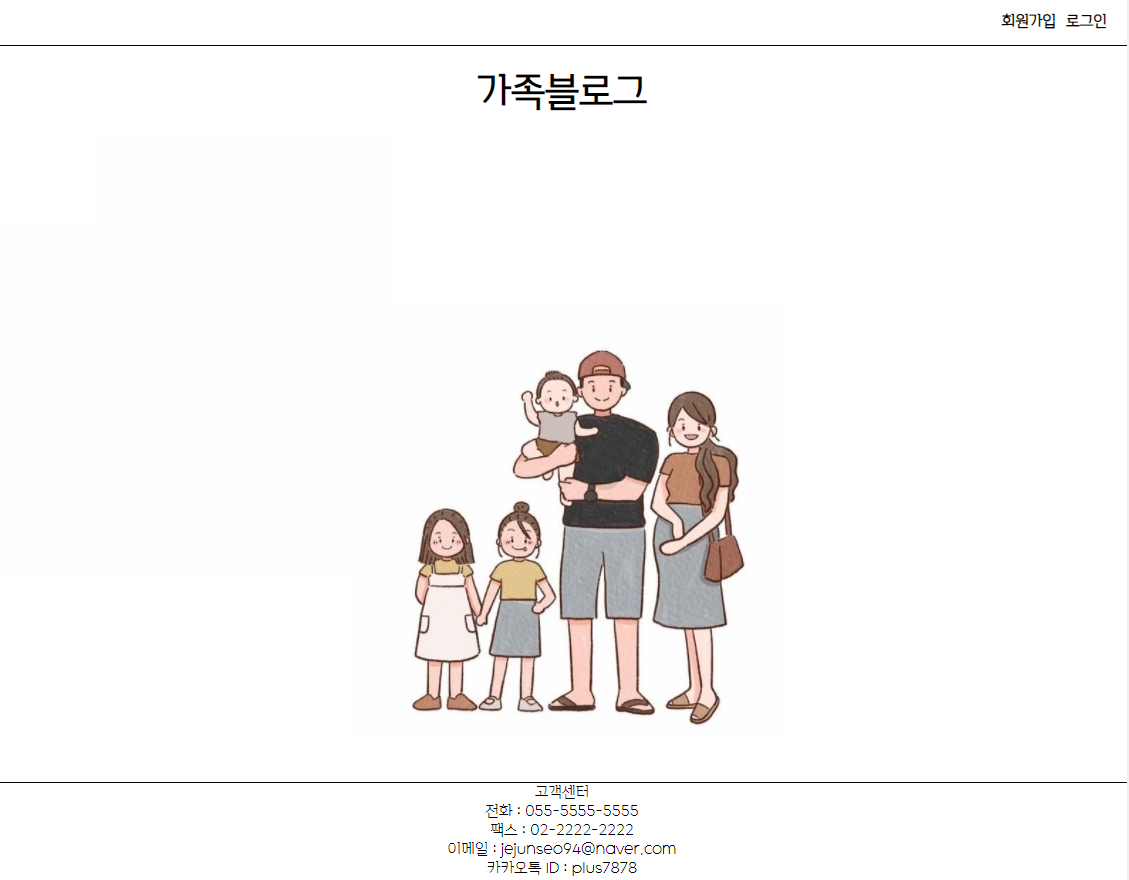 회원가입 로그인
가족블로그
고객센터
전화 : 055-5555-5555
팩스 : 02-2222-2222
이메일 : jejunseo94@naver.com
카카오톡 ID : plus7878